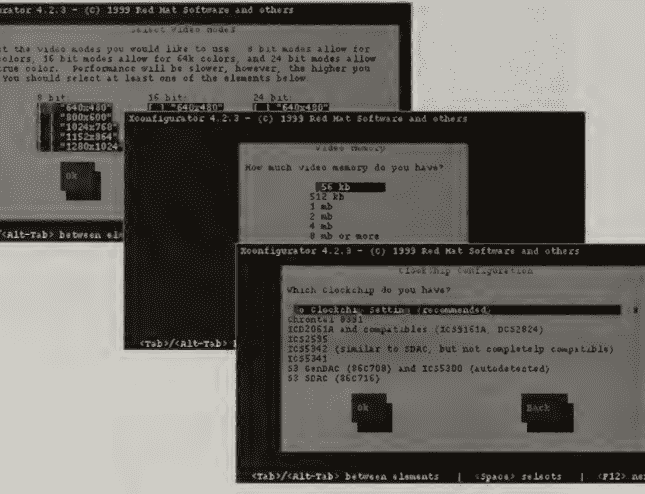 urator 4.2.3 - (C) 1999 Red Hat Software and others
Select Video Modes
t the video modes you would like to use 8 bit modes allow for
colors, 16 bit modes allow for 64k colors, and 24 bit modes allow
true color. Performance will be slower, however, the higher you
You should select at least one of the elements below.
8 bit: 16 bit: 24 bit:
"640x480" [ ] "640x480" [ ] "640x480"
"800x600"
"1024x768"
"1152x864"
"1280x1024
Ok
/<Alt-Tab> between ele
Xconfigurator 4.2.3 - (C) 1999 Red Hat Software and others
Video Memory
How much video memory do you have?
56 kb
512 kb
1 mb
2 mb
4 mb
8 mb or more
<Tab>/<Alt-Tab>
Xconfigurator 4.2.3 - (C) 1999 Red Hat Software and others
Clockchip Configuration
Which Clockchip do you have?
o Clockchip Setting (recommended)
Chrontel 8391
ICD2061A and compatibles (ICS9161A, DCS2824)
ICS2595
ICS5342 (similar to SDAC, but not completely compatible)
ICS5341
S3 GenDAC (86C708) and ICS5300 (autodetected)
S3 SDAC (86C716)
Ok Back
<Tab>/<Alt-Tab> between elements | <Space> selects | <F12> ne